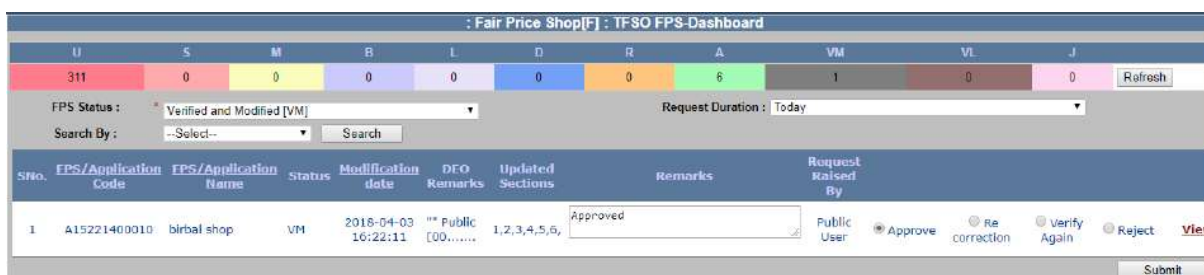 : Fair Price Shop[F] : TFSO FPS-Dashboard
U S M B L D R A VM VL J
311 0 0 0 0 0 0 6 1 0 0 Refresh
FPS Status : * Verified and Modified [VM] Request Duration : Today
Search By : --Select-- Search
SNo. FPS/Application Code FPS/Application Name Status Modification date DEO Remarks Updated Sections Remarks Request Raised By
1 A15221400010 birbal shop VM 2018-04-03 16:22:11 "" Public [00....... 1,2,3,4,5,6, Approved Public User Approve Re correction Verify Again Reject Vie
Submit